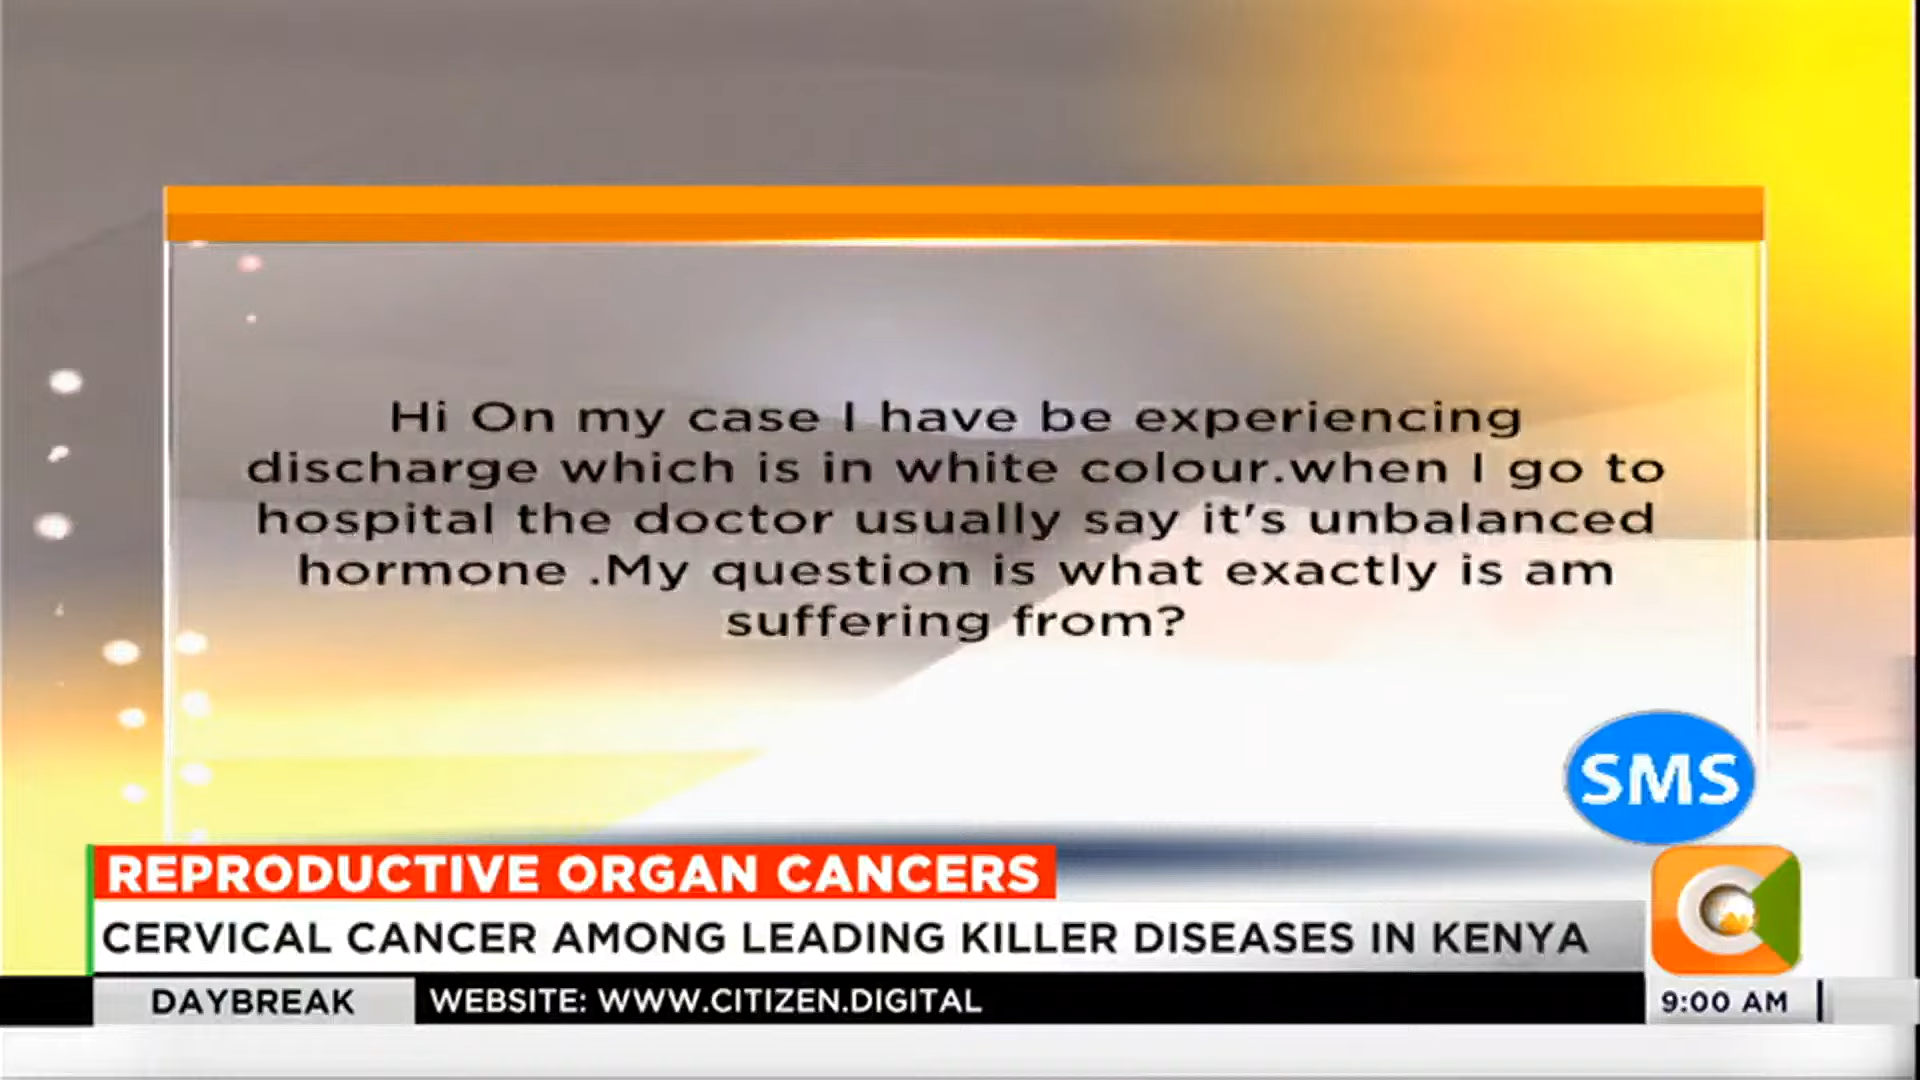 Hi On my case I have be experiencing
discharge which is in white colour.when I go to
hospital the doctor usually say it's unbalanced
hormone .My question is what exactly is am
suffering from?
SMS
REPRODUCTIVE ORGAN CANCERS
CERVICAL CANCER AMONG LEADING KILLER DISEASES IN KENYA
DAYBREAK
WEBSITE: WWW.CITIZEN.DIGITAL
9:00 AM